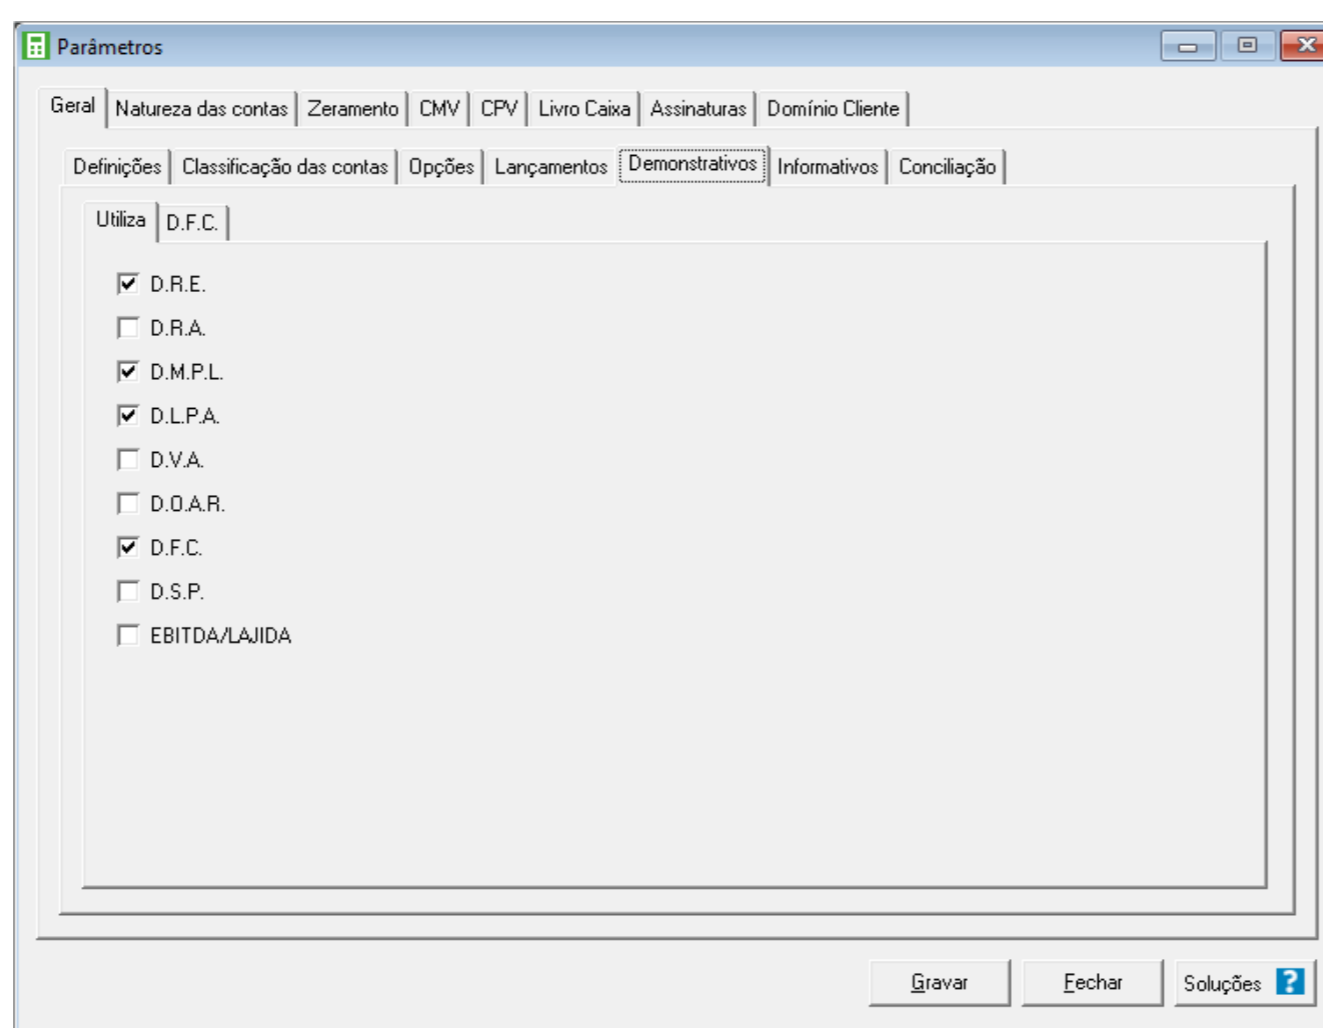 Parâmetros
Geral Natureza das contas Zeramento CMV CPV Livro Caixa Assinaturas Domínio Cliente
Definições Classificação das contas Opções Lançamentos Demonstrativos Informativos Conciliação
Utiliza D.F.C.
D.R.E.
D.R.A.
D.M.P.L.
D.L.P.A.
D.V.A.
D.O.A.R.
D.F.C.
D.S.P.
EBITDA/LAJIDA
Gravar Fechar Soluções ?